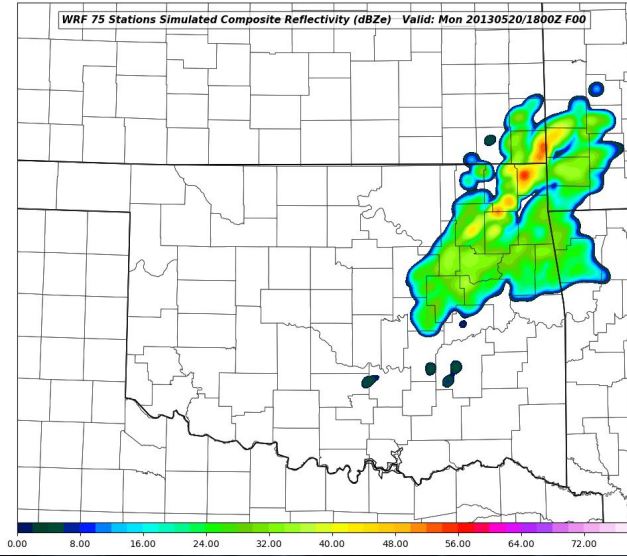 WRF 75 Stations Simulated Composite Reflectivity (dBZe) Valid: Mon 20130520/1800Z F00
0.00 8.00 16.00 24.00 32.00 40.00 48.00 56.00 64.00 72.00